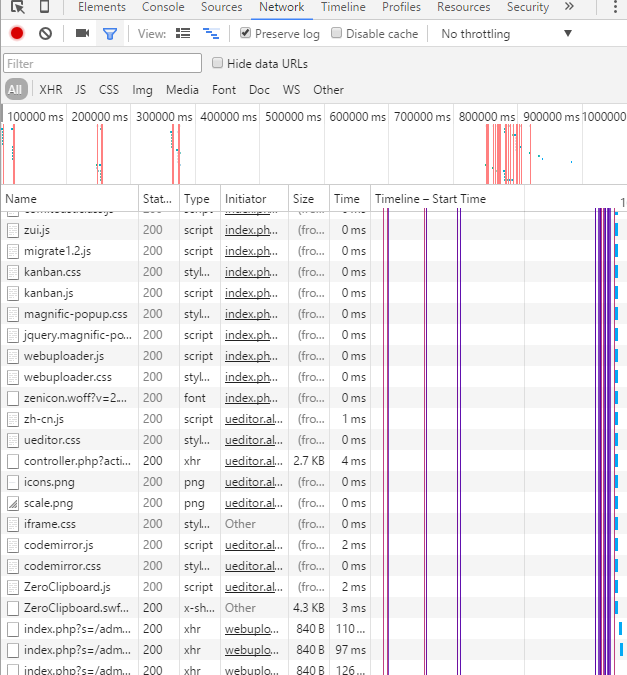 Elements Console Sources Network Timeline Profiles Resources Security »
View: Preserve log Disable cache No throttling ▼
Filter Hide data URLs
All XHR JS CSS Img Media Font Doc WS Other
100000 ms 200000 ms 300000 ms 400000 ms 500000 ms 600000 ms 700000 ms 800000 ms 900000 ms 1000000
Name Stat... Type Initiator Size Time Timeline – Start Time 1
200 script index.ph... (fro... 0 ms
zui.js 200 script index.ph... (fro... 0 ms
migrate1.2.js 200 script index.ph... (fro... 0 ms
kanban.css 200 styl... index.ph... (fro... 0 ms
kanban.js 200 script index.ph... (fro... 0 ms
magnific-popup.css 200 styl... index.ph... (fro... 0 ms
jquery.magnific-po... 200 script index.ph... (fro... 0 ms
webuploader.js 200 script index.ph... (fro... 0 ms
webuploader.css 200 styl... index.ph... (fro... 0 ms
zenicon.woff?v=2.... 200 font index.ph... (fro... 0 ms
zh-cn.js 200 script ueditor.al... (fro... 1 ms
ueditor.css 200 styl... ueditor.al... (fro... 0 ms
controller.php?acti... 200 xhr ueditor.al... 2.7 KB 4 ms
icons.png 200 png ueditor.al... (fro... 0 ms
scale.png 200 png ueditor.al... (fro... 0 ms
iframe.css 200 styl... Other (fro... 0 ms
codemirror.js 200 script ueditor.al... (fro... 2 ms
codemirror.css 200 styl... ueditor.al... (fro... 0 ms
ZeroClipboard.js 200 script ueditor.al... (fro... 2 ms
ZeroClipboard.swf... 200 x-sh... Other 4.3 KB 3 ms
index.php?s=/adm... 200 xhr webuplo... 840 B 110 ...
index.php?s=/adm... 200 xhr webuplo... 840 B 97 ms
index.php?s=/adm... 200 xhr webuplo... 840 B 126 ...